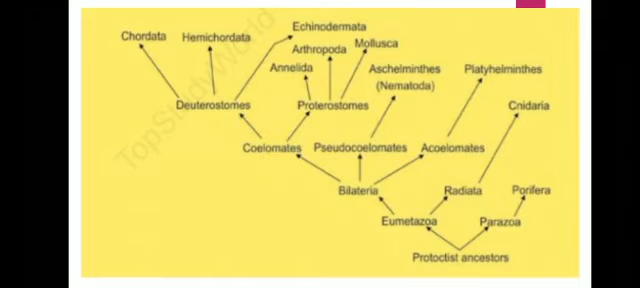 Echinodermata
Chordata Hemichordata
Arthropoda Mollusca
Annelida Aschelminthes Platyhelminthes
(Nematoda)
Deuterostomes Proterostomes Cnidaria
Coelomates Pseudocoelomates Acoelomates
Bilateria Radiata Porifera
Eumetazoa Parazoa
Protoctist ancestors
TopStudyWorld